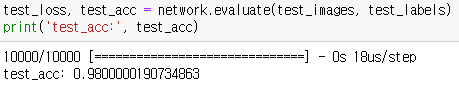 test_loss, test_acc = network.evaluate(test_images, test_labels)
print('test_acc:', test_acc)
10000/10000 [==============================] - 0s 18us/step
test_acc: 0.9800000190734863